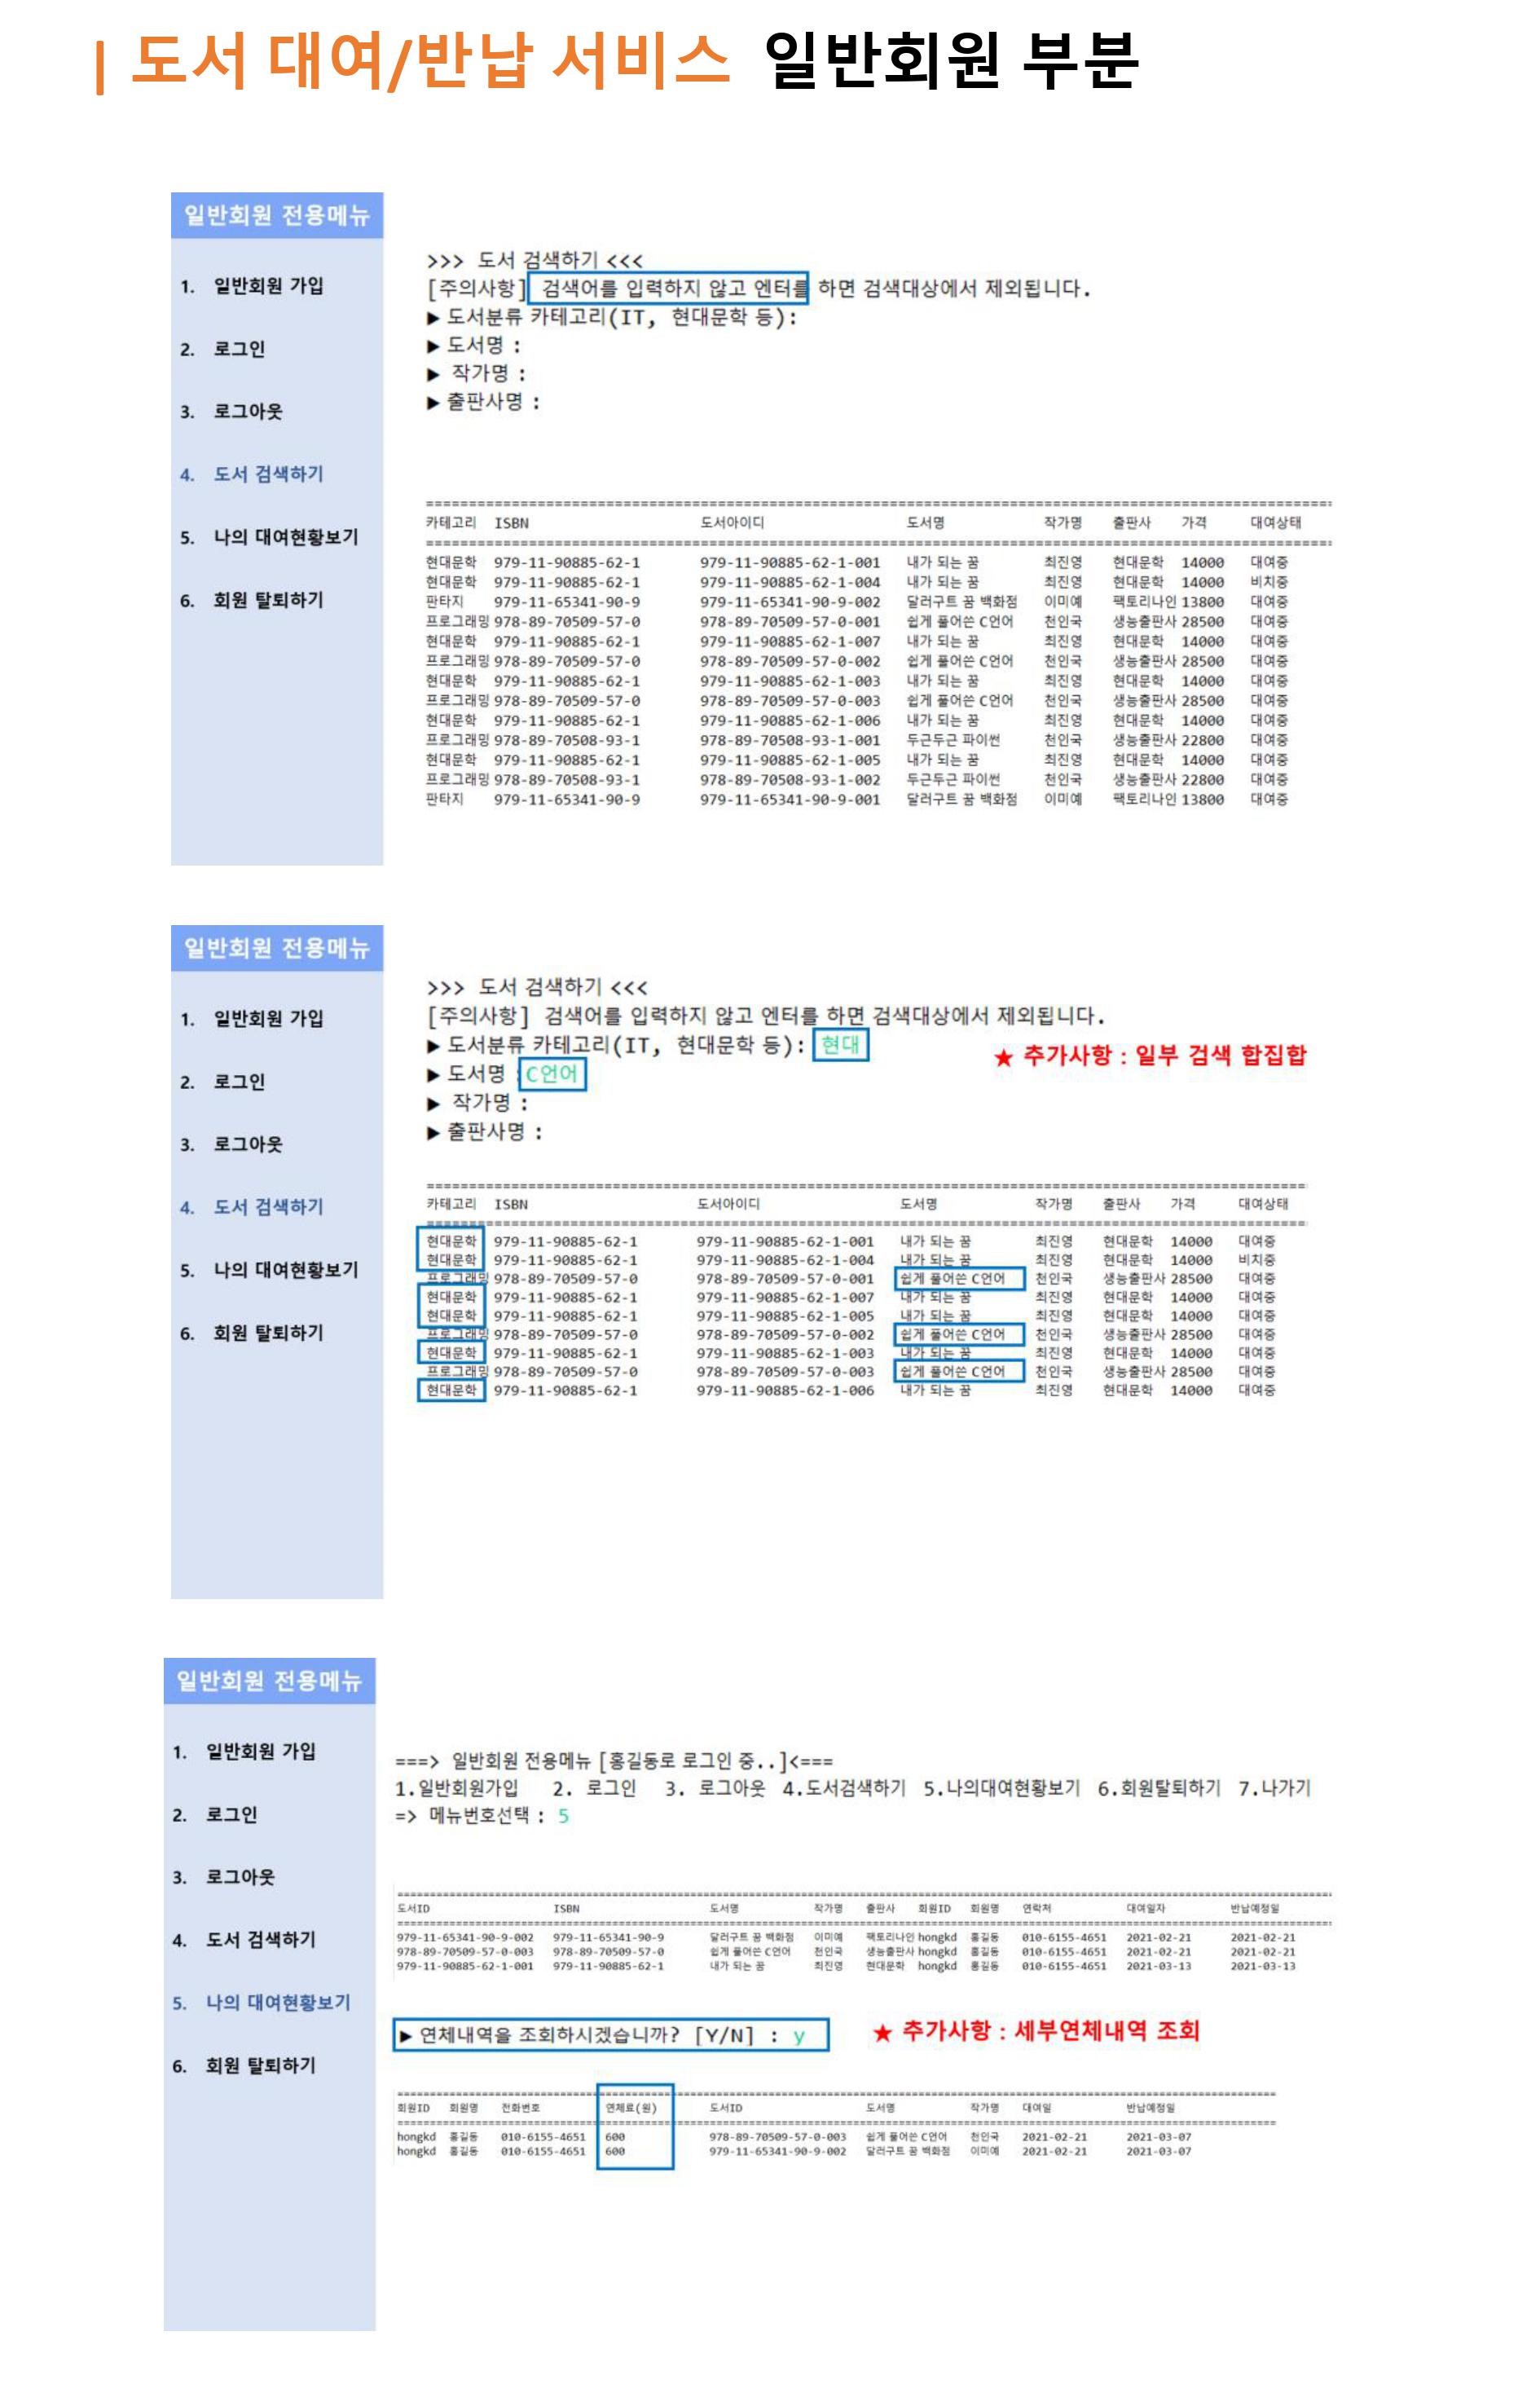 | 도서 대여/반납 서비스 일반회원 부분
일반회원 전용메뉴
1. 일반회원 가입
2. 로그인
3. 로그아웃
4. 도서 검색하기
5. 나의 대여현황보기
6. 회원 탈퇴하기
>>> 도서 검색하기 <<<
[주의사항] 검색어를 입력하지 않고 엔터를 하면 검색대상에서 제외됩니다.
▶ 도서분류 카테고리(IT, 현대문학 등):
▶ 도서명 :
▶ 작가명 :
▶ 출판사명 :
카테고리 ISBN 도서아이디 도서명 작가명 출판사 가격 대여상태
현대문학 979-11-90885-62-1 979-11-90885-62-1-001 내가 되는 꿈 최진영 현대문학 14000 대여중
현대문학 979-11-90885-62-1 979-11-90885-62-1-004 내가 되는 꿈 최진영 현대문학 14000 비치중
판타지 979-11-65341-90-9 979-11-65341-90-9-002 달러구트 꿈 백화점 이미예 팩토리나인 13800 대여중
프로그래밍 978-89-70509-57-0 978-89-70509-57-0-001 쉽게 풀어쓴 C언어 천인국 생능출판사 28500 대여중
현대문학 979-11-90885-62-1 979-11-90885-62-1-007 내가 되는 꿈 최진영 현대문학 14000 대여중
프로그래밍 978-89-70509-57-0 978-89-70509-57-0-002 쉽게 풀어쓴 C언어 천인국 생능출판사 28500 대여중
현대문학 979-11-90885-62-1 979-11-90885-62-1-003 내가 되는 꿈 최진영 현대문학 14000 대여중
프로그래밍 978-89-70509-57-0 978-89-70509-57-0-003 쉽게 풀어쓴 C언어 천인국 생능출판사 28500 대여중
현대문학 979-11-90885-62-1 979-11-90885-62-1-006 내가 되는 꿈 최진영 현대문학 14000 대여중
프로그래밍 978-89-70508-93-1 978-89-70508-93-1-001 두근두근 파이썬 천인국 생능출판사 22800 대여중
현대문학 979-11-90885-62-1 979-11-90885-62-1-005 내가 되는 꿈 최진영 현대문학 14000 대여중
프로그래밍 978-89-70508-93-1 978-89-70508-93-1-002 두근두근 파이썬 천인국 생능출판사 22800 대여중
판타지 979-11-65341-90-9 979-11-65341-90-9-001 달러구트 꿈 백화점 이미예 팩토리나인 13800 대여중
일반회원 전용메뉴
1. 일반회원 가입
2. 로그인
3. 로그아웃
4. 도서 검색하기
5. 나의 대여현황보기
6. 회원 탈퇴하기
>>> 도서 검색하기 <<<
[주의사항] 검색어를 입력하지 않고 엔터를 하면 검색대상에서 제외됩니다.
▶ 도서분류 카테고리(IT, 현대문학 등): 현대
★ 추가사항 : 일부 검색 합집합
▶ 도서명 :C언어
▶ 작가명 :
▶ 출판사명 :
카테고리 ISBN 도서아이디 도서명 작가명 출판사 가격 대여상태
현대문학 979-11-90885-62-1 979-11-90885-62-1-001 내가 되는 꿈 최진영 현대문학 14000 대여중
현대문학 979-11-90885-62-1 979-11-90885-62-1-004 내가 되는 꿈 최진영 현대문학 14000 비치중
프로그래밍 978-89-70509-57-0 978-89-70509-57-0-001 쉽게 풀어쓴 C언어 천인국 생능출판사 28500 대여중
현대문학 979-11-90885-62-1 979-11-90885-62-1-007 내가 되는 꿈 최진영 현대문학 14000 대여중
현대문학 979-11-90885-62-1 979-11-90885-62-1-005 내가 되는 꿈 최진영 현대문학 14000 대여중
프로그래밍 978-89-70509-57-0 978-89-70509-57-0-002 쉽게 풀어쓴 C언어 천인국 생능출판사 28500 대여중
현대문학 979-11-90885-62-1 979-11-90885-62-1-003 내가 되는 꿈 최진영 현대문학 14000 대여중
프로그래밍 978-89-70509-57-0 978-89-70509-57-0-003 쉽게 풀어쓴 C언어 천인국 생능출판사 28500 대여중
현대문학 979-11-90885-62-1 979-11-90885-62-1-006 내가 되는 꿈 최진영 현대문학 14000 대여중
일반회원 전용메뉴
1. 일반회원 가입
2. 로그인
3. 로그아웃
4. 도서 검색하기
5. 나의 대여현황보기
6. 회원 탈퇴하기
===> 일반회원 전용메뉴 [홍길동로 로그인 중..]<===
1.일반회원가입 2. 로그인 3. 로그아웃 4.도서검색하기 5.나의대여현황보기 6.회원탈퇴하기 7.나가기
=> 메뉴번호선택 : 5
도서ID ISBN 도서명 작가명 출판사 회원ID 회원명 연락처 대여일자 반납예정일
979-11-65341-90-9-002 979-11-65341-90-9 달러구트 꿈 백화점 이미예 팩토리나인 hongkd 홍길동 010-6155-4651 2021-02-21 2021-02-21
978-89-70509-57-0-003 978-89-70509-57-0 쉽게 풀어쓴 C언어 천인국 생능출판사 hongkd 홍길동 010-6155-4651 2021-02-21 2021-02-21
979-11-90885-62-1-001 979-11-90885-62-1 내가 되는 꿈 최진영 현대문학 hongkd 홍길동 010-6155-4651 2021-03-13 2021-03-13
▶ 연체내역을 조회하시겠습니까? [Y/N] : y
★ 추가사항 : 세부연체내역 조회
회원ID 회원명 전화번호 연체료(원) 도서ID 도서명 작가명 대여일 반납예정일
hongkd 홍길동 010-6155-4651 600 978-89-70509-57-0-003 쉽게 풀어쓴 C언어 천인국 2021-02-21 2021-03-07
hongkd 홍길동 010-6155-4651 600 979-11-65341-90-9-002 달러구트 꿈 백화점 이미예 2021-02-21 2021-03-07